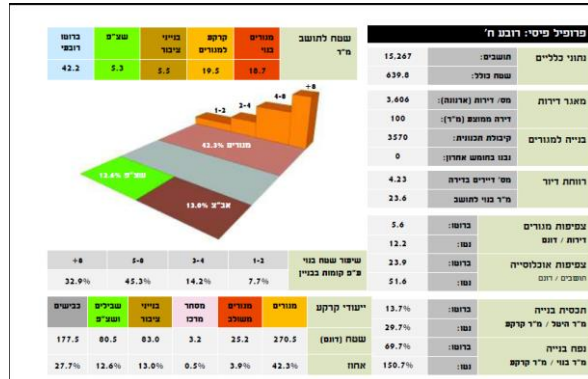 פרופיל פיסי: רובע ח'
נתוני כלליים
תושבים: 15,267
שטח כולל: 639.8
מאגר דירות
מס' דירות (ארנונה): 3,606
דירה ממוצעת (מ"ר): 100
בנייה למגורים
קיבולת תכנונית: 3570
נבנו בחומש אחרון: 0
רווחת דיור
מס' דיירים בדירה 4.23
מ"ר בנוי לתושב 23.6
צפיפות מגורים
דירות / דונם
ברוטו: 5.6
נטו: 12.2
צפיפות אוכלוסייה
תושבים / דונם
ברוטו: 23.9
נטו: 51.6
תכסית בנייה
מ"ר היטל / מ"ר קרקע
ברוטו: 13.7%
נטו: 29.7%
נפח בנייה
מ"ר בנוי / מ"ר קרקע
ברוטו: 69.7%
נטו: 150.7%
שטח לתושב
מ"ר
מגורים בנוי
קרקע למגורים
בנייני ציבור
שצ"פ
ברוטו רובעי
18.7 19.5 5.5 5.3 42.2
1-2
3-4
4-8
8+
מגורים 42.3%
שצ"פ 12.6%
אב"צ 13.0%
שיעור שטח בנוי
ע"פ קומות בבניין
1-2 3-4 5-8 8+
7.7% 14.2% 45.3% 32.9%
ייעודי קרקע
מגורים
מגורים משולב
מסחר מרכז
בנייני ציבור
שבילים ושצ"פ
כבישים
שטח (דונם) 270.5 25.2 3.2 83.0 80.5 177.5
אחוז 42.3% 3.9% 0.5% 13.0% 12.6% 27.7%